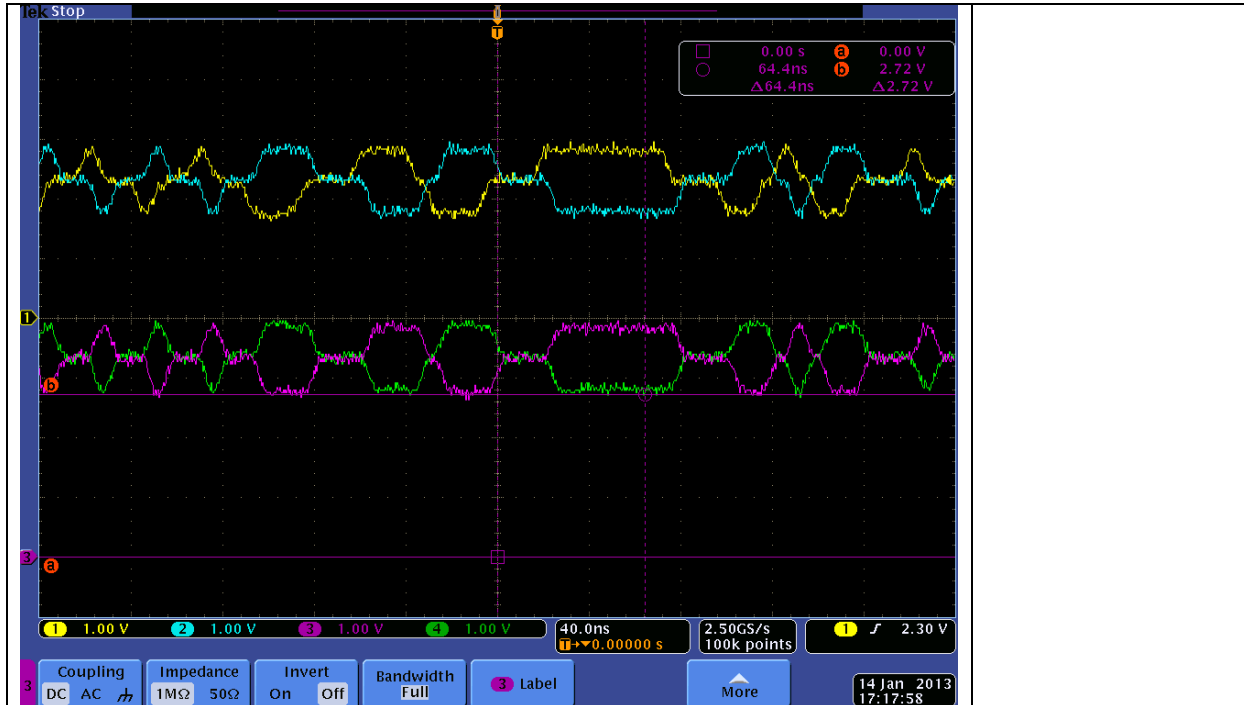 Tek Stop
T
0.00 s a 0.00 V
64.4ns b 2.72 V
Δ64.4ns Δ2.72 V
1
b
3
a
1 1.00 V 2 1.00 V 3 1.00 V 4 1.00 V
40.0ns
T→▼0.00000 s
2.50GS/s
100k points
1 ∫ 2.30 V
3
Coupling
DC AC
Impedance
1MΩ 50Ω
Invert
On Off
Bandwidth
Full
3 Label
More
14 Jan 2013
17:17:58